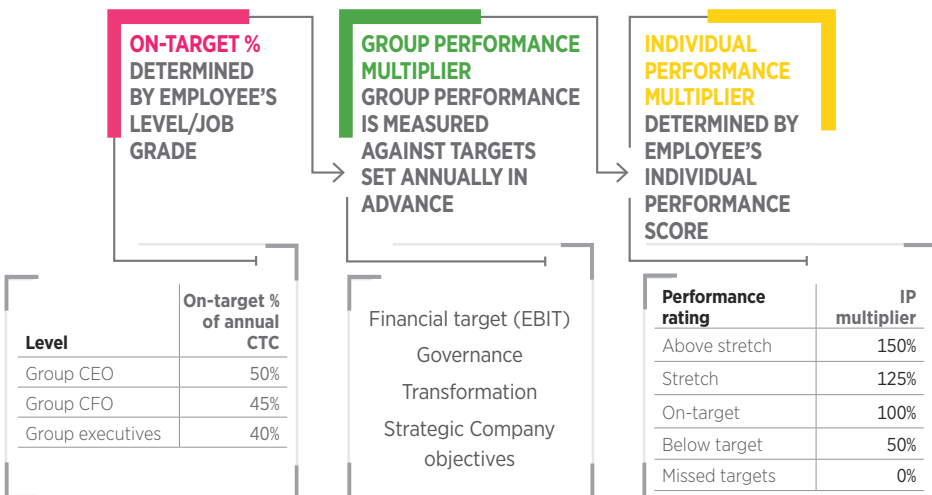 ON-TARGET %
DETERMINED
BY EMPLOYEE'S
LEVEL/JOB
GRADE
GROUP PERFORMANCE
MULTIPLIER
GROUP PERFORMANCE
IS MEASURED
AGAINST TARGETS
SET ANNUALLY IN
ADVANCE
INDIVIDUAL
PERFORMANCE
MULTIPLIER
DETERMINED BY
EMPLOYEE'S
INDIVIDUAL
PERFORMANCE
SCORE
On-target %
of annual
Level CTC
Group CEO 50%
Group CFO 45%
Group executives 40%
Financial target (EBIT)
Governance
Transformation
Strategic Company
objectives
Performance IP
rating multiplier
Above stretch 150%
Stretch 125%
On-target 100%
Below target 50%
Missed targets 0%